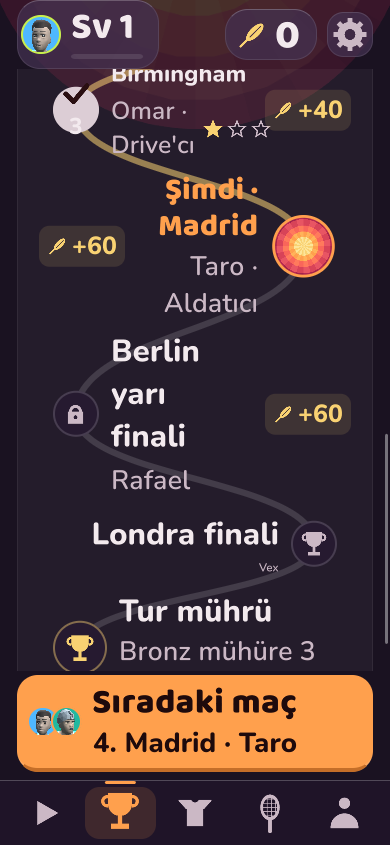 Sv 1
0
Birmingham
3
Omar ·
Drive'cı
+40
Şimdi ·
Madrid
+60
Taro ·
Aldatıcı
Berlin
yarı
finali
+60
Rafael
Londra finali
Vex
Tur mührü
Bronz mühüre 3
Sıradaki maç
4. Madrid · Taro